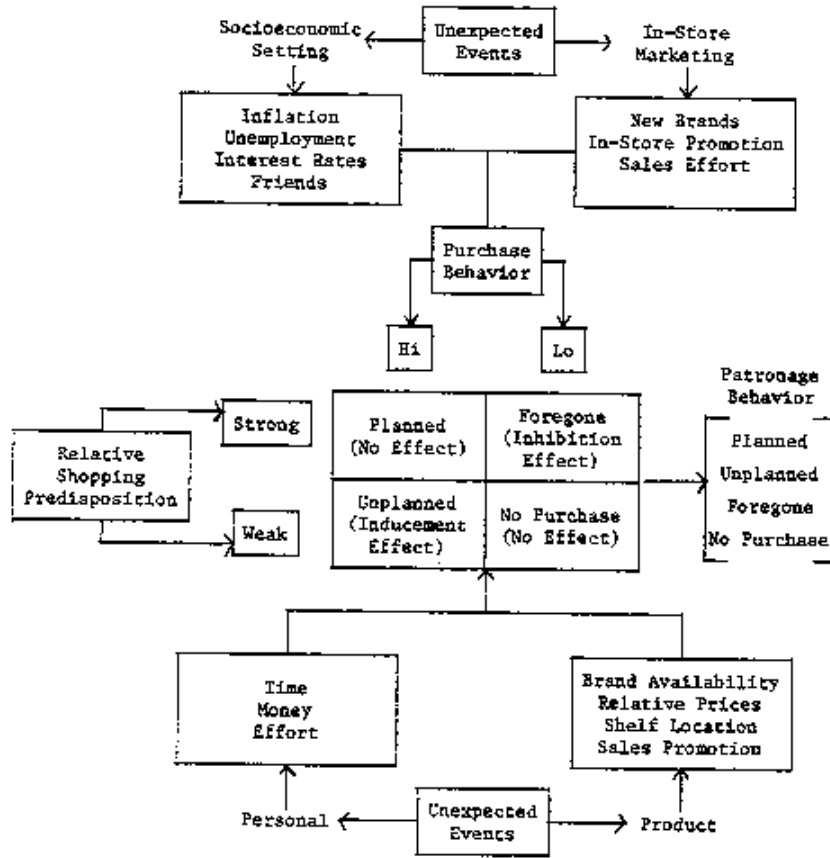 Socioeconomic
Setting
Unexpected
Events
In-Store
Marketing
Inflation
Unemployment
Interest Rates
Friends
New Brands
In-Store Promotion
Sales Effort
Purchase
Behavior
Hi
Lo
Relative
Shopping
Predisposition
Strong
Weak
Planned
(No Effect)
Foregone
(Inhibition
Effect)
Unplanned
(Inducement
Effect)
No Purchase
(No Effect)
Patronage
Behavior
Planned
Unplanned
Foregone
No Purchase
Time
Money
Effort
Brand Availability
Relative Prices
Shelf Location
Sales Promotion
Personal
Unexpected
Events
Product